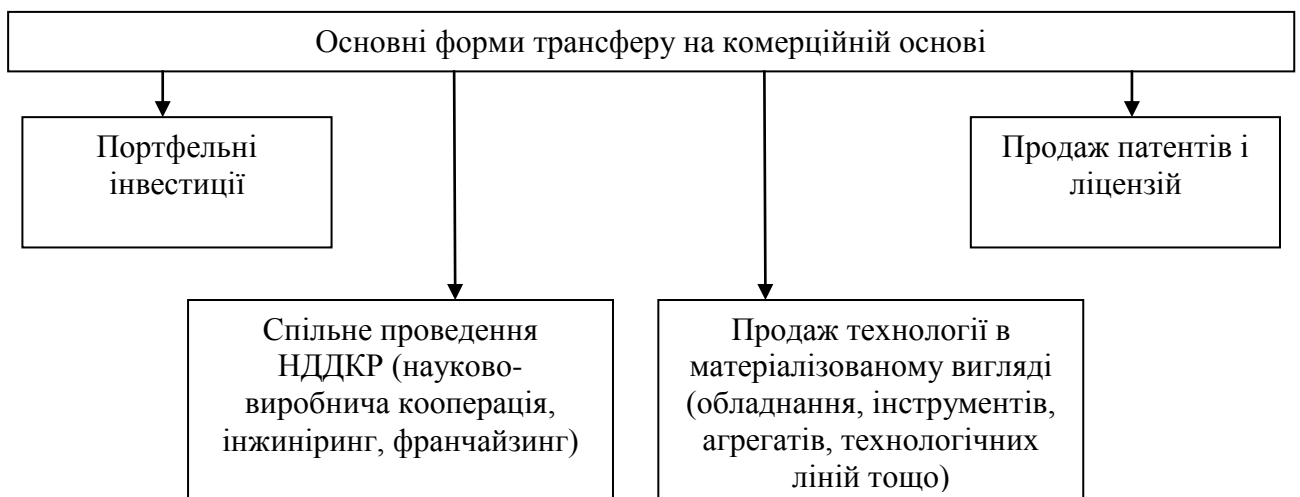 Основні форми трансферу на комерційній основі
Портфельні
інвестиції
Продаж патентів і
ліцензій
Спільне проведення
НДДКР (науково-
виробнича кооперація,
інжиніринг, франчайзинг)
Продаж технології в
матеріалізованому вигляді
(обладнання, інструментів,
агрегатів, технологічних
ліній тощо)